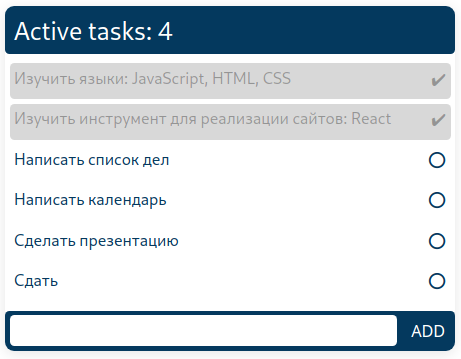 Active tasks: 4
Изучить языки: JavaScript, HTML, CSS
Изучить инструмент для реализации сайтов: React
Написать список дел
Написать календарь
Сделать презентацию
Сдать
ADD